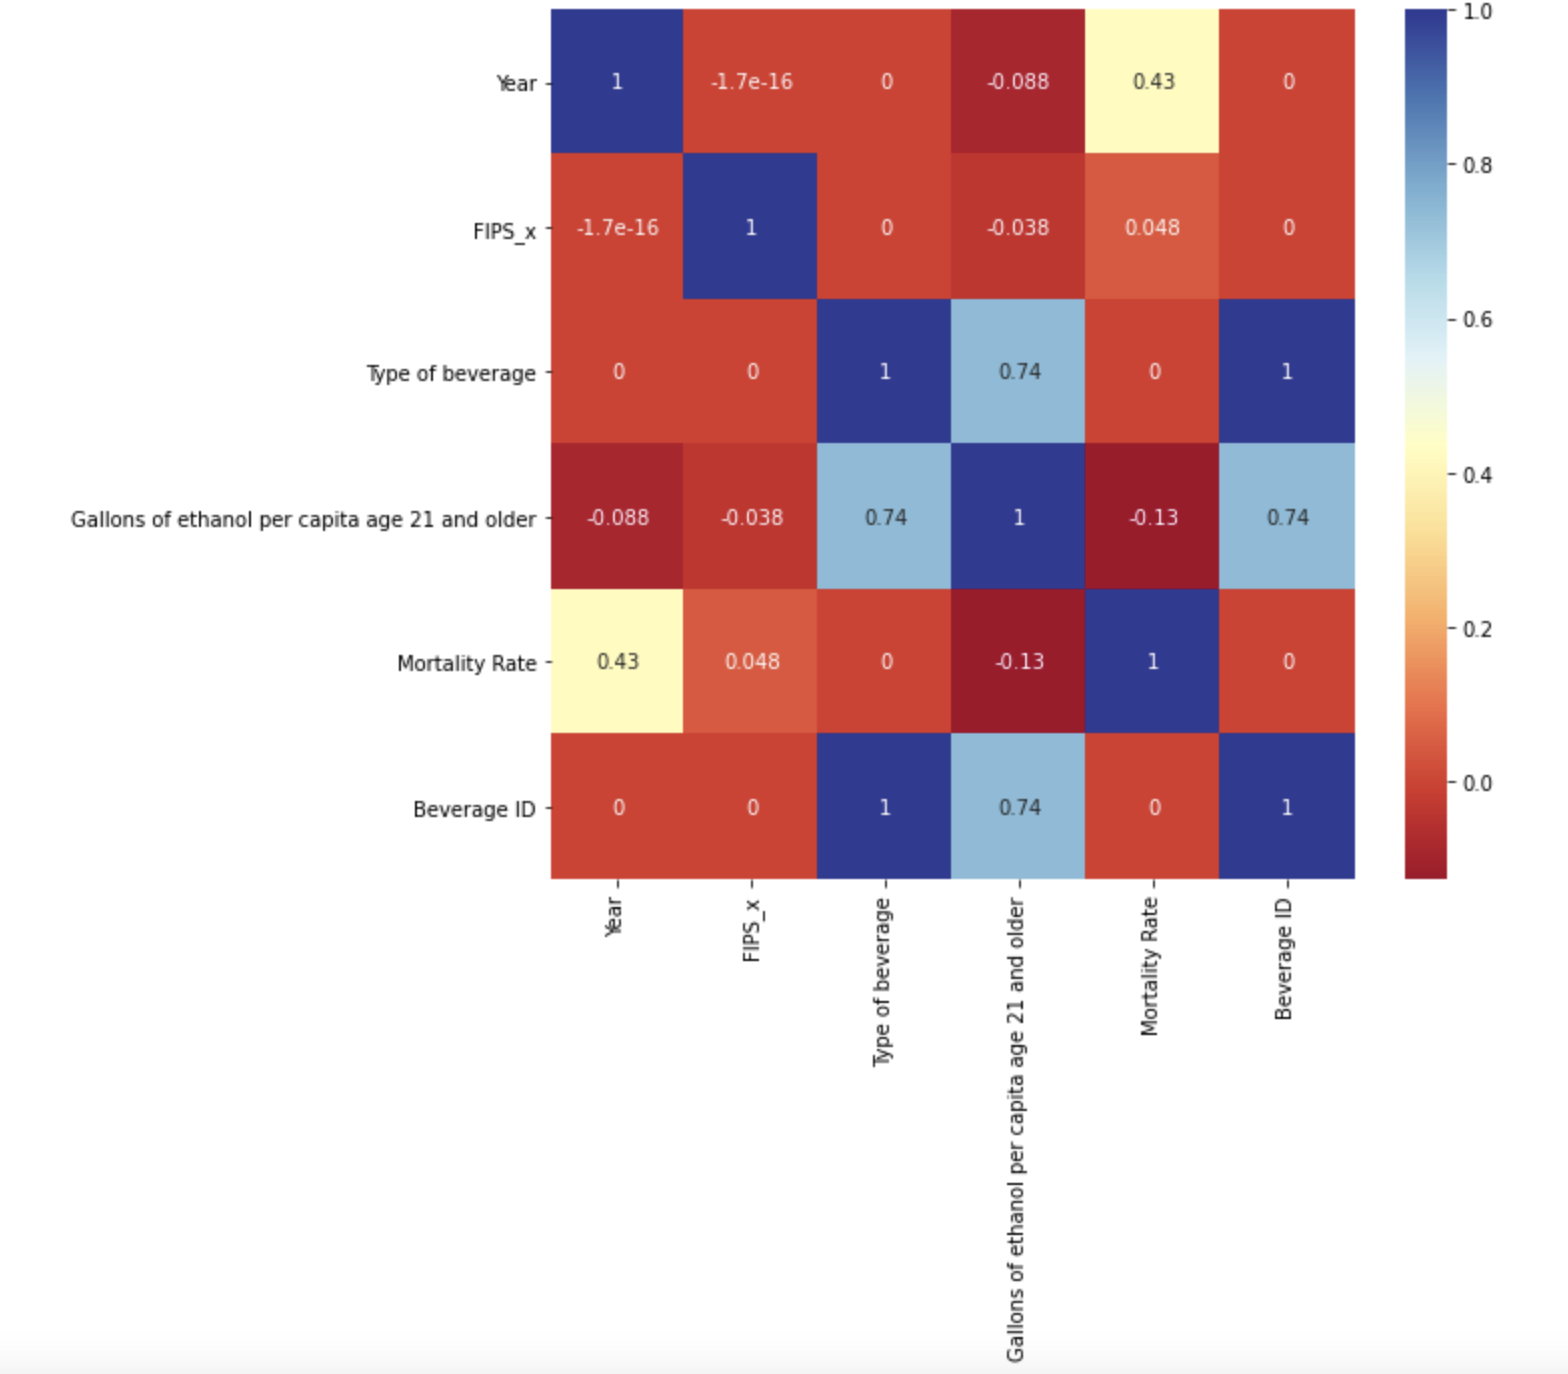 1.0
Year 1 -1.7e-16 0 -0.088 0.43 0
0.8
FIPS_x -1.7e-16 1 0 -0.038 0.048 0
0.6
Type of beverage 0 0 1 0.74 0 1
0.4
Gallons of ethanol per capita age 21 and older -0.088 -0.038 0.74 1 -0.13 0.74
0.2
Mortality Rate 0.43 0.048 0 -0.13 1 0
0.0
Beverage ID 0 0 1 0.74 0 1
Year
FIPS_x
Type of beverage
Gallons of ethanol per capita age 21 and older
Mortality Rate
Beverage ID